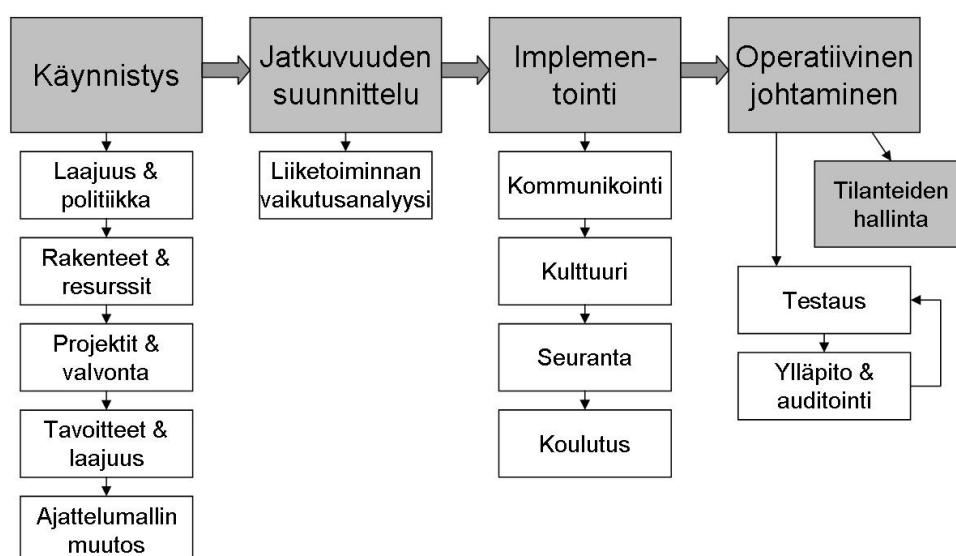 Käynnistys
Jatkuvuuden
suunnittelu
Implemen-
tointi
Operatiivinen
johtaminen
Laajuus &
politiikka
Rakenteet &
resurssit
Projektit &
valvonta
Tavoitteet &
laajuus
Ajattelumallin
muutos
Liiketoiminnan
vaikutusanalyysi
Kommunikointi
Kulttuuri
Seuranta
Koulutus
Tilanteiden
hallinta
Testaus
Ylläpito &
auditointi